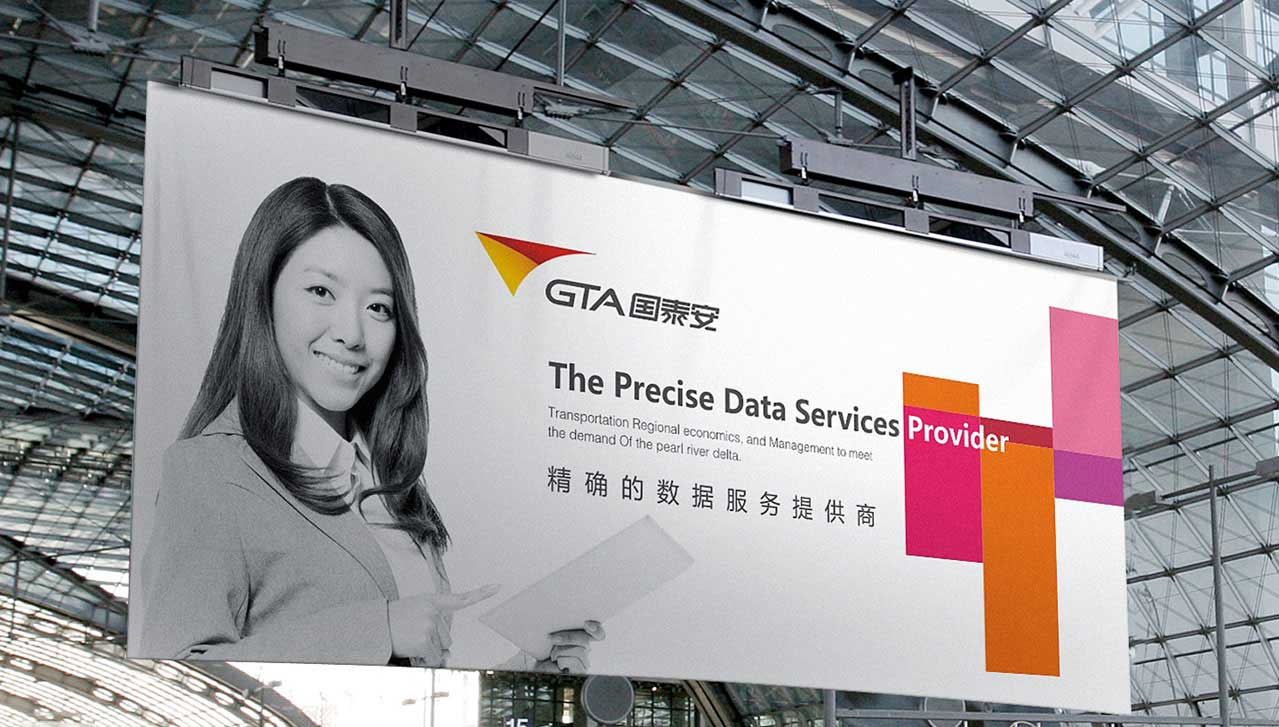 GTA 国泰安
The Precise Data Services Provider
Transportation Regional economics, and Management to meet
the demand Of the pearl river delta.
精确的数据服务提供商
15